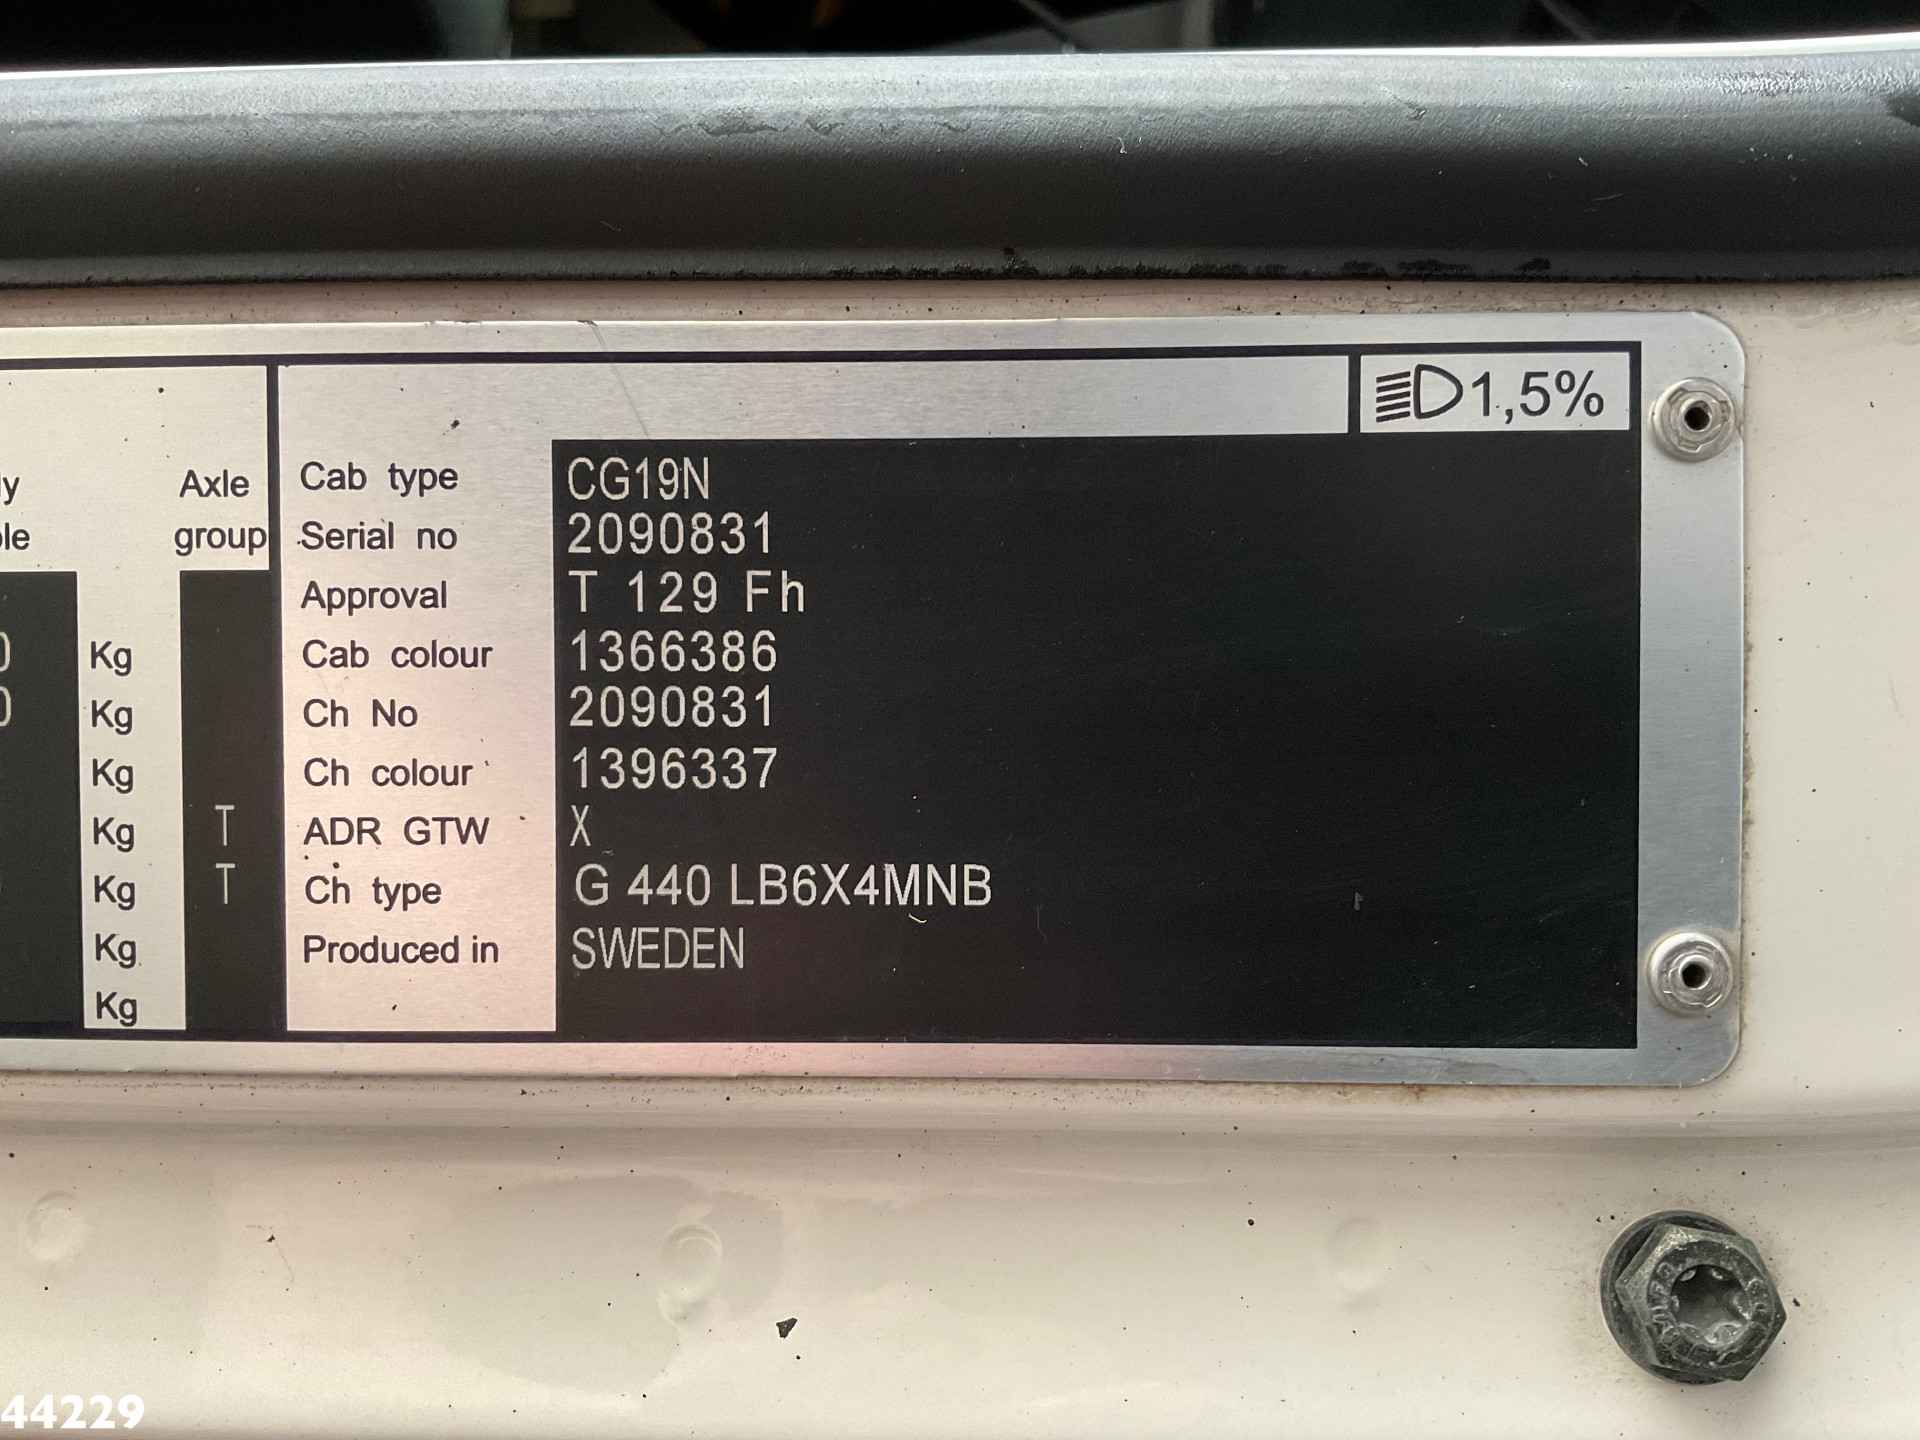 1,5%
Axle
group
Cab type CG19N
Serial no 2090831
Approval T 129 Fh
Kg Cab colour 1366386
Kg Ch No 2090831
Kg Ch colour 1396337
Kg T ADR GTW X
Kg T Ch type G 440 LB6X4MNB
Kg Produced in SWEDEN
Kg
44229